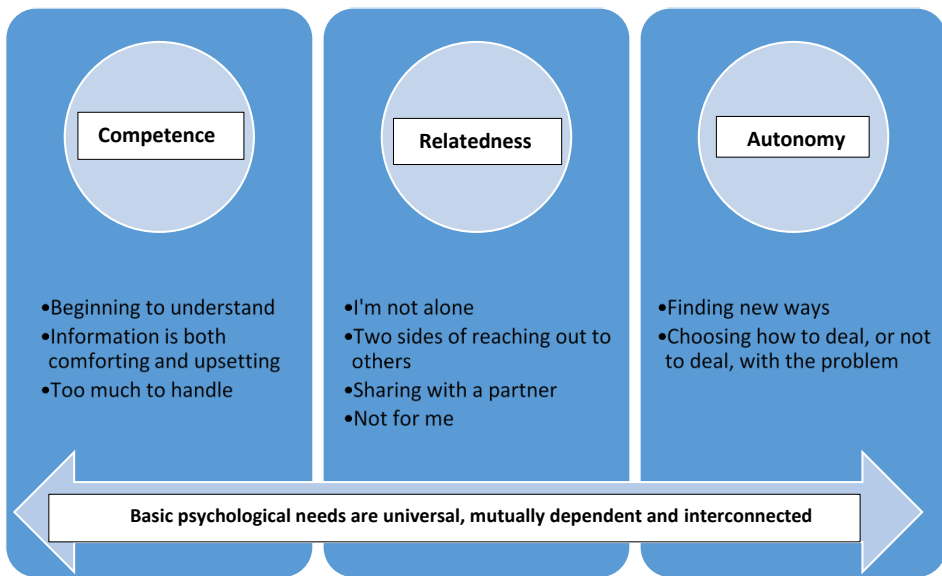 Competence
•Beginning to understand
•Information is both
comforting and upsetting
•Too much to handle
Relatedness
•I'm not alone
•Two sides of reaching out to
others
•Sharing with a partner
•Not for me
Autonomy
•Finding new ways
•Choosing how to deal, or not
to deal, with the problem
Basic psychological needs are universal, mutually dependent and interconnected